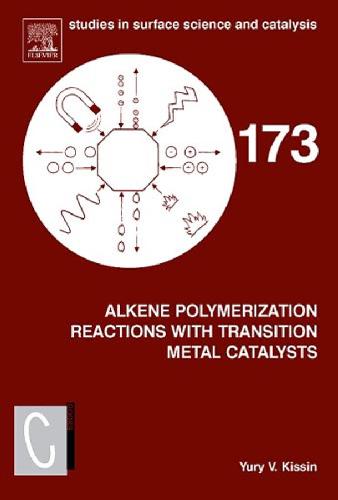 studies in surface science and catalysis
ELSEVIER
173
ALKENE POLYMERIZATION
REACTIONS WITH TRANSITION
METAL CATALYSTS
C
Yury V. Kissin